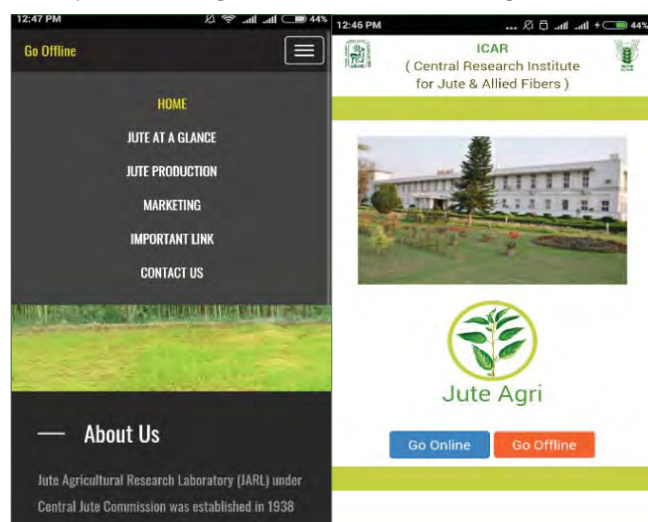 12:47 PM
44%
Go Offline
HOME
JUTE AT A GLANCE
JUTE PRODUCTION
MARKETING
IMPORTANT LINK
CONTACT US
About Us
Jute Agricultural Research Laboratory (JARL) under
Central Jute Commission was established in 1938
12:46 PM
... 44%
ICAR
( Central Research Institute
for Jute & Allied Fibers )
Jute Agri
Go Online
Go Offline